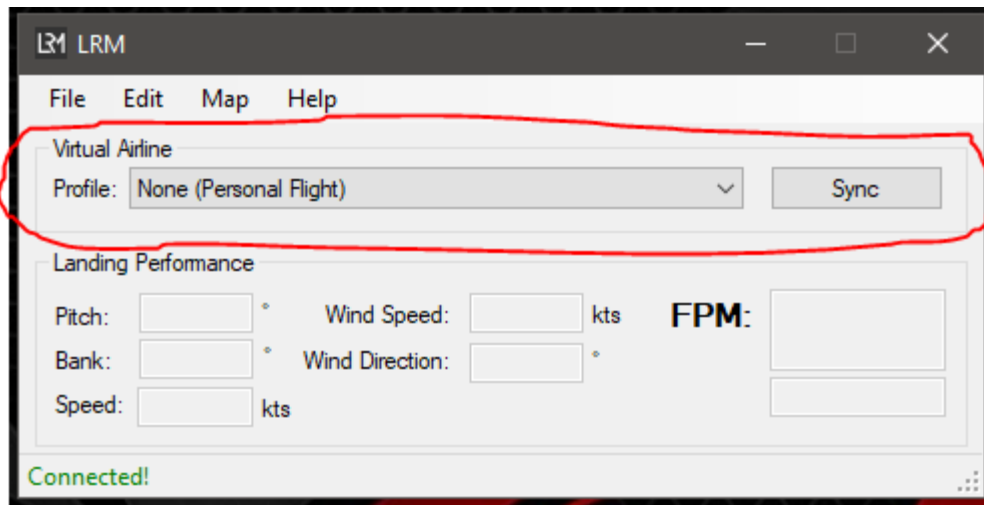 LRM LRM
File Edit Map Help
Virtual Airline
Profile: None (Personal Flight) Sync
Landing Performance
Pitch: ° Wind Speed: kts FPM:
Bank: ° Wind Direction: °
Speed: kts
Connected!